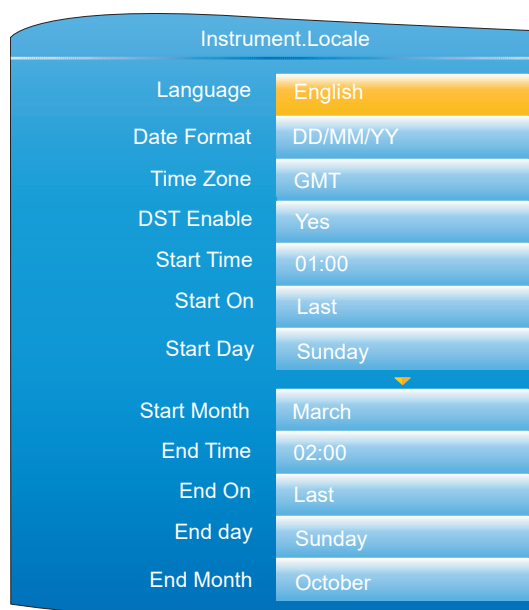 Instrument.Locale
Language English
Date Format DD/MM/YY
Time Zone GMT
DST Enable Yes
Start Time 01:00
Start On Last
Start Day Sunday
Start Month March
End Time 02:00
End On Last
End day Sunday
End Month October